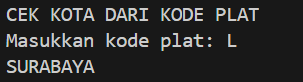 CEK KOTA DARI KODE PLAT
Masukkan kode plat: L
SURABAYA